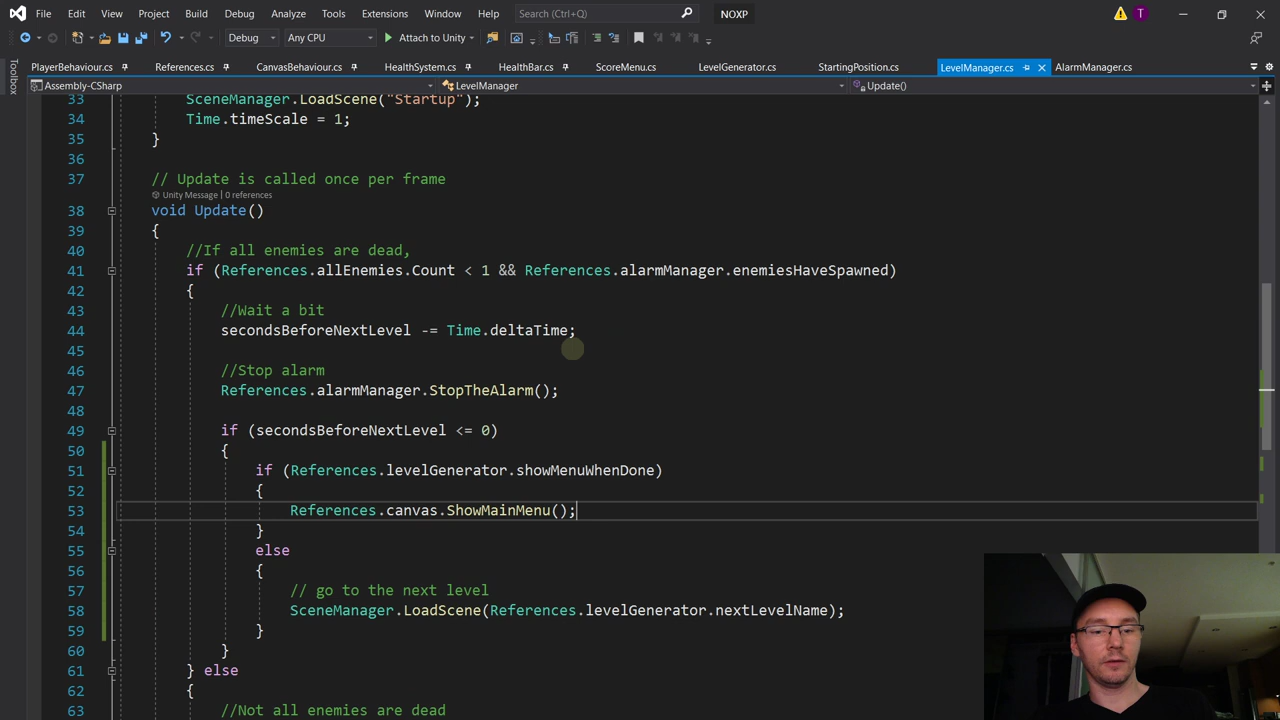 File Edit View Project Build Debug Analyze Tools Extensions Window Help Search (Ctrl+Q) NOXP T
Debug Any CPU Attach to Unity
PlayerBehaviour.cs References.cs CanvasBehaviour.cs HealthSystem.cs HealthBar.cs ScoreMenu.cs LevelGenerator.cs StartingPosition.cs LevelManager.cs AlarmManager.cs
Toolbox
Assembly-CSharp LevelManager Update()
33 SceneManager.LoadScene("Startup");
34 Time.timeScale = 1;
35 }
36
37 // Update is called once per frame
Unity Message | 0 references
38 void Update()
39 {
40 //If all enemies are dead,
41 if (References.allEnemies.Count < 1 && References.alarmManager.enemiesHaveSpawned)
42 {
43 //Wait a bit
44 secondsBeforeNextLevel -= Time.deltaTime;
45
46 //Stop alarm
47 References.alarmManager.StopTheAlarm();
48
49 if (secondsBeforeNextLevel <= 0)
50 {
51 if (References.levelGenerator.showMenuWhenDone)
52 {
53 References.canvas.ShowMainMenu();
54 }
55 else
56 {
57 // go to the next level
58 SceneManager.LoadScene(References.levelGenerator.nextLevelName);
59 }
60 }
61 } else
62 {
63 //Not all enemies are dead